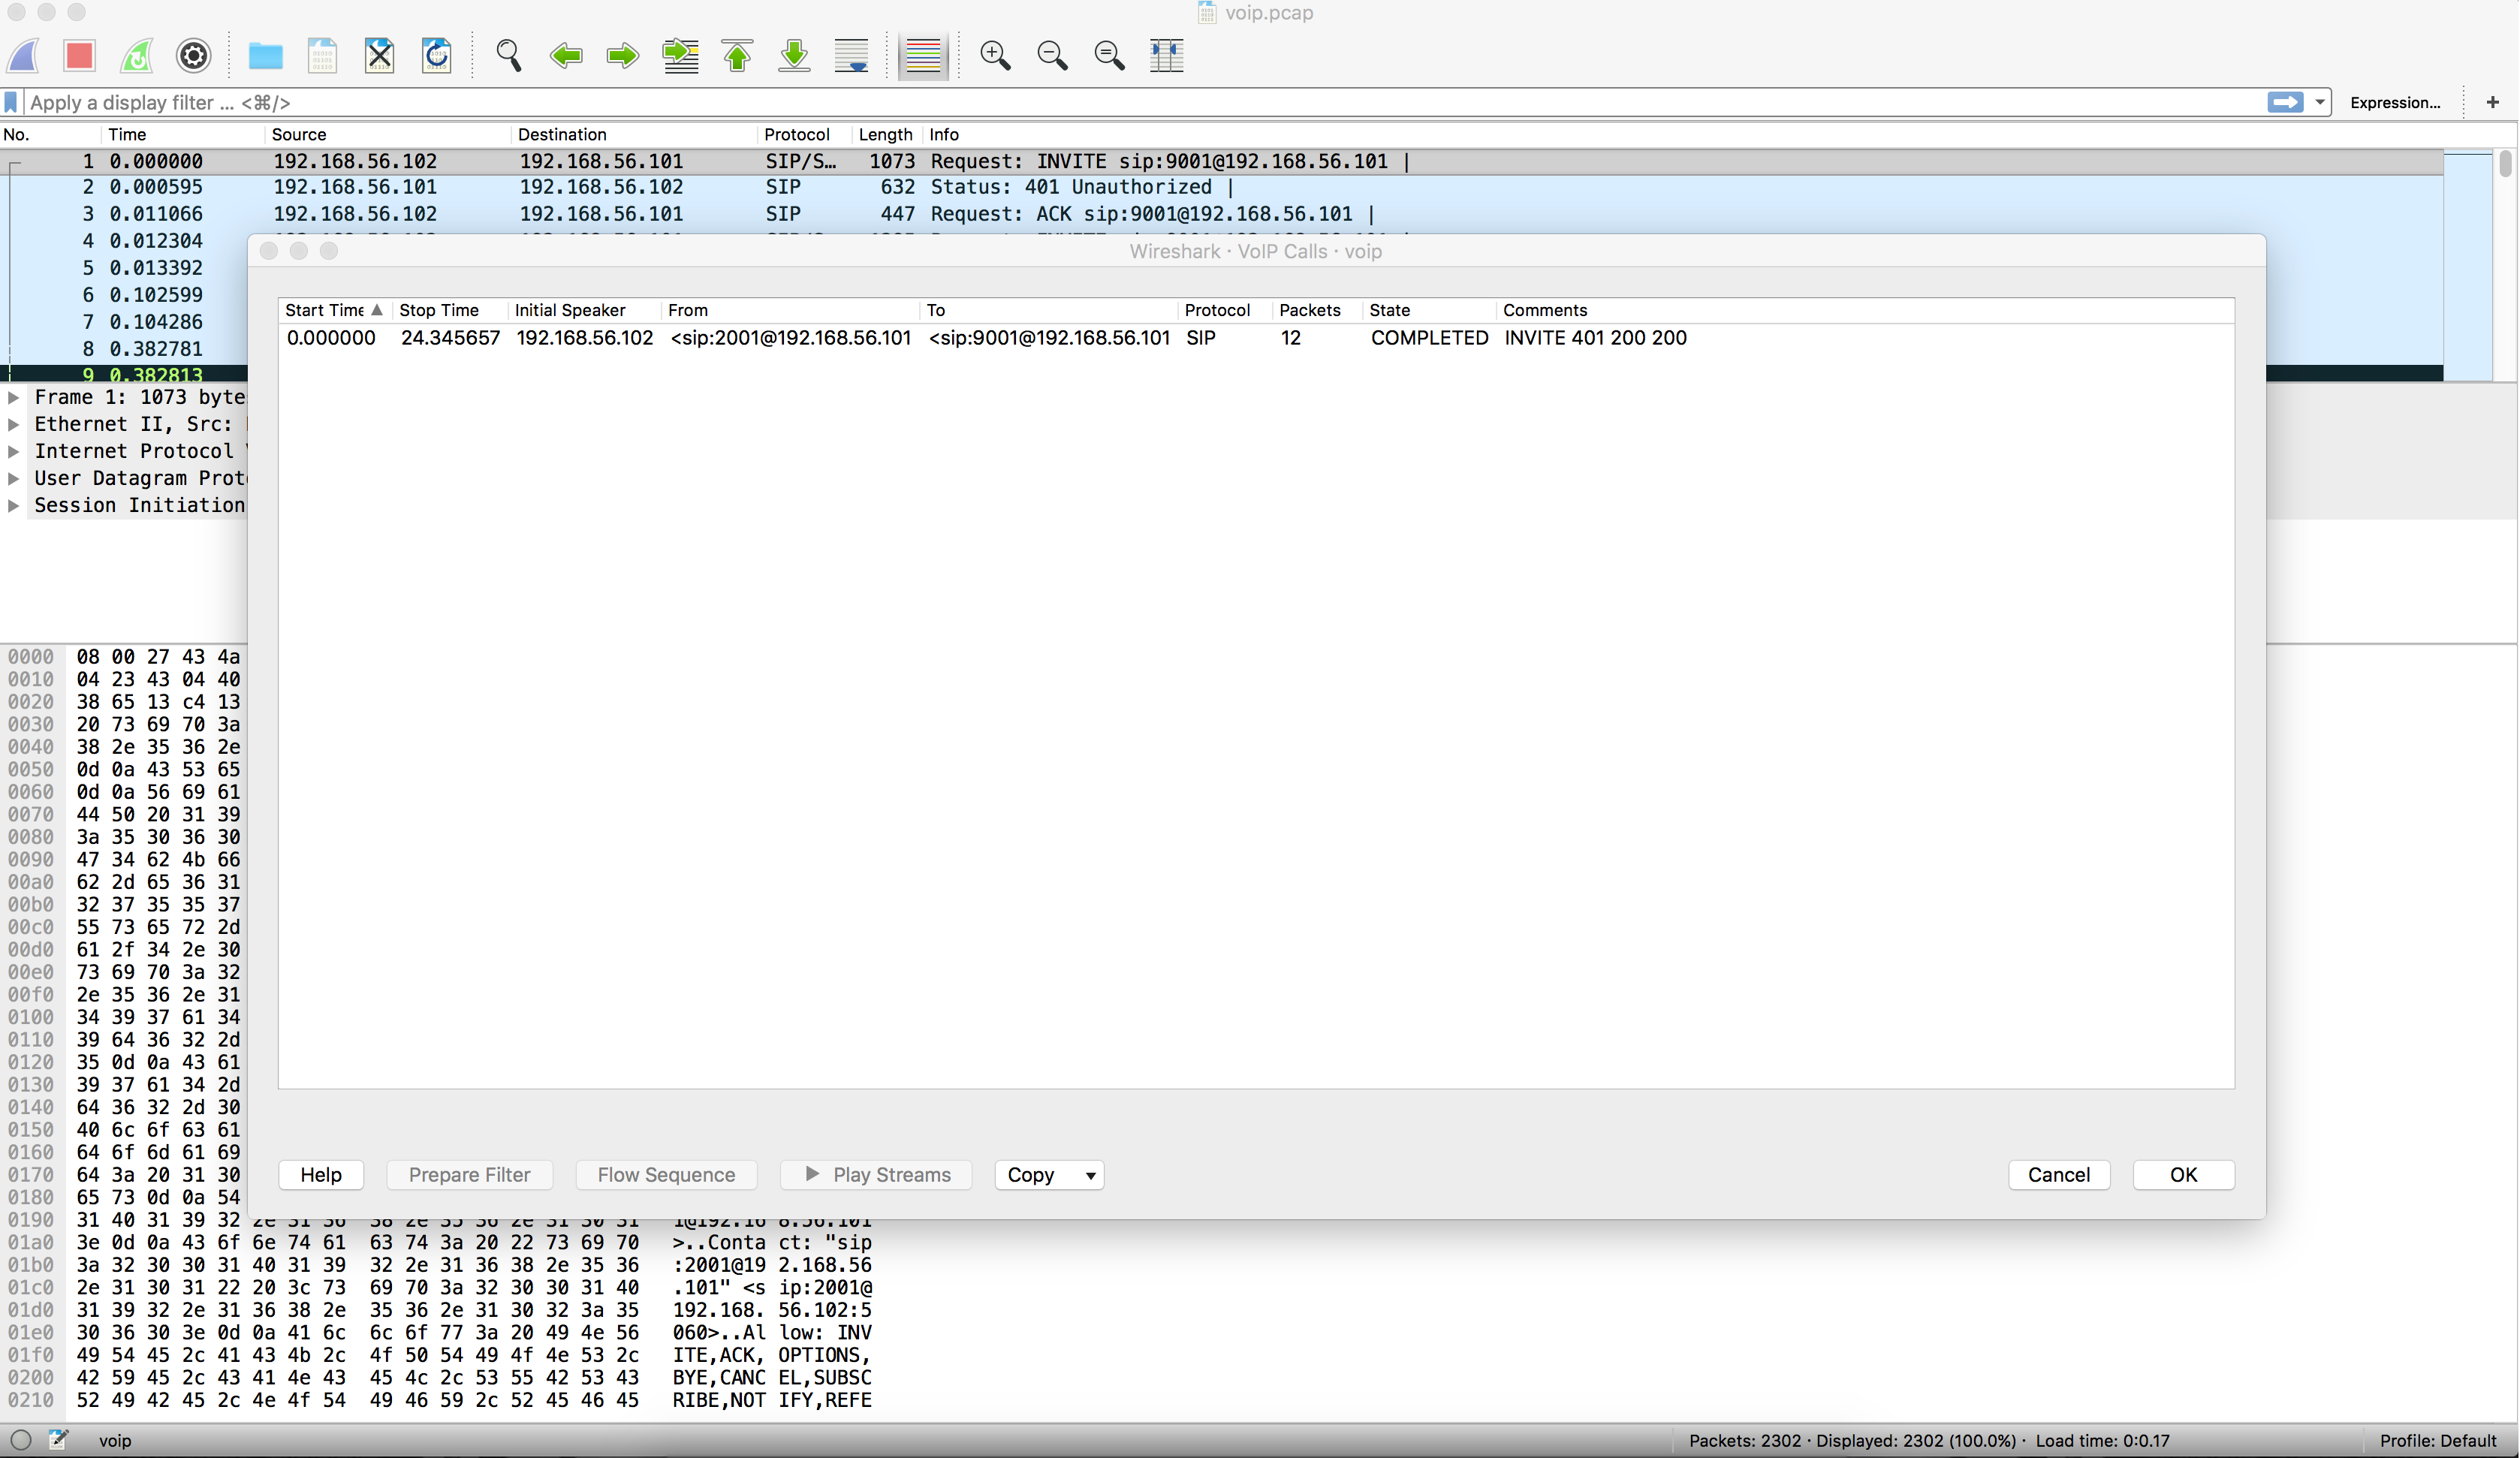 voip.pcap
Apply a display filter ... <⌘/>
Expression...
+
No. Time Source Destination Protocol Length Info
1 0.000000 192.168.56.102 192.168.56.101 SIP/S... 1073 Request: INVITE sip:9001@192.168.56.101 |
2 0.000595 192.168.56.101 192.168.56.102 SIP 632 Status: 401 Unauthorized |
3 0.011066 192.168.56.102 192.168.56.101 SIP 447 Request: ACK sip:9001@192.168.56.101 |
4 0.012304
5 0.013392
6 0.102599
7 0.104286
8 0.382781
9 0.382813
Wireshark · VoIP Calls · voip
Start Time Stop Time Initial Speaker From To Protocol Packets State Comments
0.000000 24.345657 192.168.56.102 <sip:2001@192.168.56.101 <sip:9001@192.168.56.101 SIP 12 COMPLETED INVITE 401 200 200
Frame 1: 1073 byte
Ethernet II, Src:
Internet Protocol
User Datagram Prot
Session Initiation
0000 08 00 27 43 4a
0010 04 23 43 04 40
0020 38 65 13 c4 13
0030 20 73 69 70 3a
0040 38 2e 35 36 2e
0050 0d 0a 43 53 65
0060 0d 0a 56 69 61
0070 44 50 20 31 39
0080 3a 35 30 36 30
0090 47 34 62 4b 66
00a0 62 2d 65 36 31
00b0 32 37 35 35 37
00c0 55 73 65 72 2d
00d0 61 2f 34 2e 30
00e0 73 69 70 3a 32
00f0 2e 35 36 2e 31
0100 34 39 37 61 34
0110 39 64 36 32 2d
0120 35 0d 0a 43 61
0130 39 37 61 34 2d
0140 64 36 32 2d 30
0150 40 6c 6f 63 61
0160 64 6f 6d 61 69
0170 64 3a 20 31 30
0180 65 73 0d 0a 54
Help Prepare Filter Flow Sequence Play Streams Copy Cancel OK
0190 31 40 31 39 32 2e 31 36 38 2e 35 36 2e 31 30 31 1@192.16 8.56.101
01a0 3e 0d 0a 43 6f 6e 74 61 63 74 3a 20 22 73 69 70 >..Conta ct: "sip
01b0 3a 32 30 30 31 40 31 39 32 2e 31 36 38 2e 35 36 :2001@19 2.168.56
01c0 2e 31 30 31 22 20 3c 73 69 70 3a 32 30 30 31 40 .101" <s ip:2001@
01d0 31 39 32 2e 31 36 38 2e 35 36 2e 31 30 32 3a 35 192.168. 56.102:5
01e0 30 36 30 3e 0d 0a 41 6c 6c 6f 77 3a 20 49 4e 56 060>..Al low: INV
01f0 49 54 45 2c 41 43 4b 2c 4f 50 54 49 4f 4e 53 2c ITE,ACK, OPTIONS,
0200 42 59 45 2c 43 41 4e 43 45 4c 2c 53 55 42 53 43 BYE,CANC EL,SUBSC
0210 52 49 42 45 2c 4e 4f 54 49 46 59 2c 52 45 46 45 RIBE,NOT IFY,REFE
voip
Packets: 2302 · Displayed: 2302 (100.0%) · Load time: 0:0.17
Profile: Default